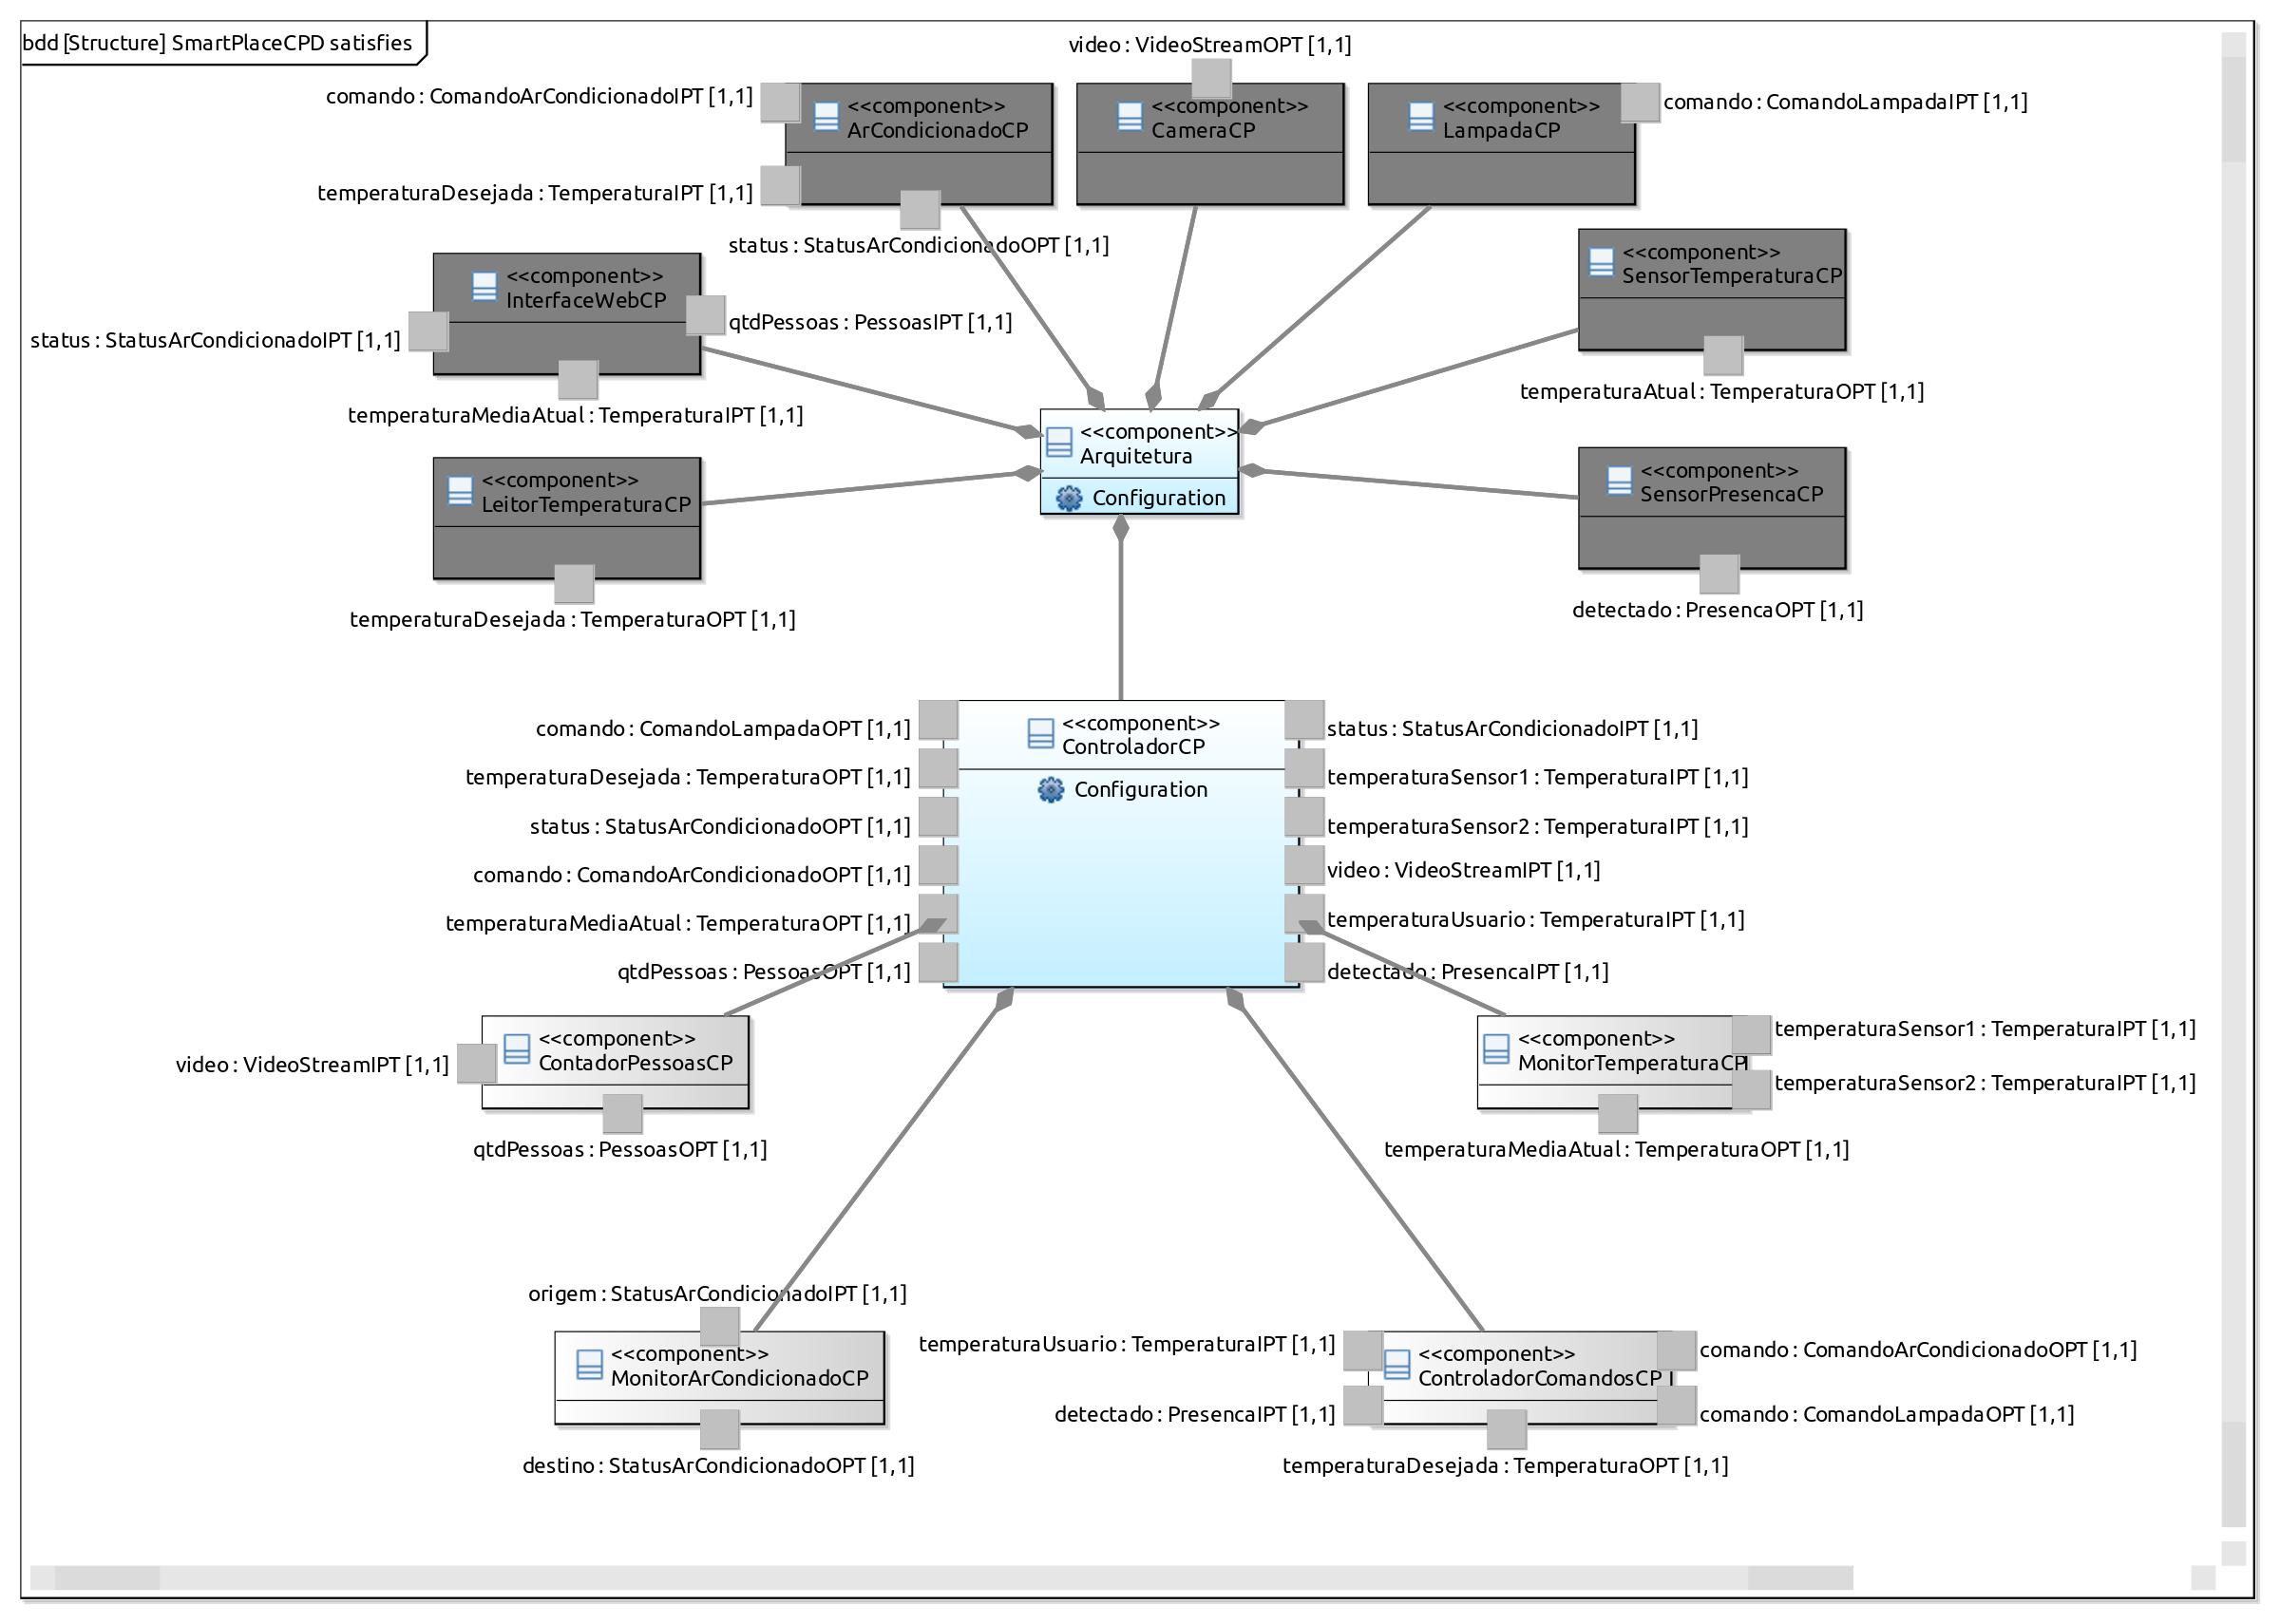 bdd [Structure] SmartPlaceCPD satisfies
video : VideoStreamOPT [1,1]
comando : ComandoArCondicionadoIPT [1,1]
<<component>>
ArCondicionadoCP
<<component>>
CameraCP
<<component>>
LampadaCP
comando : ComandoLampadaIPT [1,1]
temperaturaDesejada : TemperaturaIPT [1,1]
status : StatusArCondicionadoOPT [1,1]
<<component>>
InterfaceWebCP
<<component>>
SensorTemperaturaCP
status : StatusArCondicionadoIPT [1,1]
qtdPessoas : PessoasIPT [1,1]
temperaturaMediaAtual : TemperaturaIPT [1,1]
temperaturaAtual : TemperaturaOPT [1,1]
<<component>>
Arquitetura
Configuration
<<component>>
LeitorTemperaturaCP
<<component>>
SensorPresencaCP
temperaturaDesejada : TemperaturaOPT [1,1]
detectado : PresencaOPT [1,1]
<<component>>
ControladorCP
Configuration
comando : ComandoLampadaOPT [1,1]
temperaturaDesejada : TemperaturaOPT [1,1]
status : StatusArCondicionadoOPT [1,1]
comando : ComandoArCondicionadoOPT [1,1]
temperaturaMediaAtual : TemperaturaOPT [1,1]
qtdPessoas : PessoasOPT [1,1]
status : StatusArCondicionadoIPT [1,1]
temperaturaSensor1 : TemperaturaIPT [1,1]
temperaturaSensor2 : TemperaturaIPT [1,1]
video : VideoStreamIPT [1,1]
temperaturaUsuario : TemperaturaIPT [1,1]
detectado : PresencaIPT [1,1]
<<component>>
ContadorPessoasCP
video : VideoStreamIPT [1,1]
qtdPessoas : PessoasOPT [1,1]
<<component>>
MonitorTemperaturaCP
temperaturaSensor1 : TemperaturaIPT [1,1]
temperaturaSensor2 : TemperaturaIPT [1,1]
temperaturaMediaAtual : TemperaturaOPT [1,1]
origem : StatusArCondicionadoIPT [1,1]
<<component>>
MonitorArCondicionadoCP
destino : StatusArCondicionadoOPT [1,1]
temperaturaUsuario : TemperaturaIPT [1,1]
<<component>>
ControladorComandosCP
comando : ComandoArCondicionadoOPT [1,1]
detectado : PresencaIPT [1,1]
comando : ComandoLampadaOPT [1,1]
temperaturaDesejada : TemperaturaOPT [1,1]